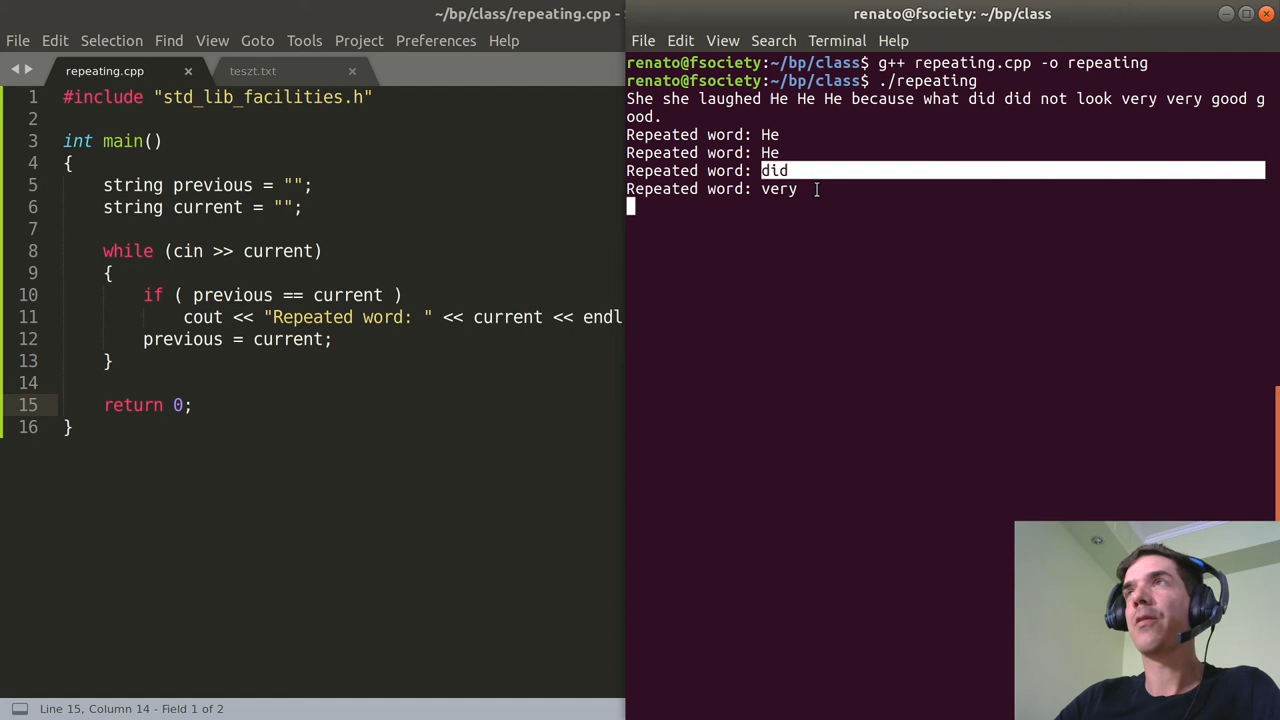 ~/bp/class/repeating.cpp -
File Edit Selection Find View Goto Tools Project Preferences Help
repeating.cpp × teszt.txt ×
1 #include "std_lib_facilities.h"
2
3 int main()
4 {
5 string previous = "";
6 string current = "";
7
8 while (cin >> current)
9 {
10 if ( previous == current )
11 cout << "Repeated word: " << current << endl
12 previous = current;
13 }
14
15 return 0;
16 }
Line 15, Column 14 - Field 1 of 2
renato@fsociety: ~/bp/class
File Edit View Search Terminal Help
renato@fsociety:~/bp/class$ g++ repeating.cpp -o repeating
renato@fsociety:~/bp/class$ ./repeating
She she laughed He He He because what did did not look very very good g
ood.
Repeated word: He
Repeated word: He
Repeated word: did
Repeated word: very